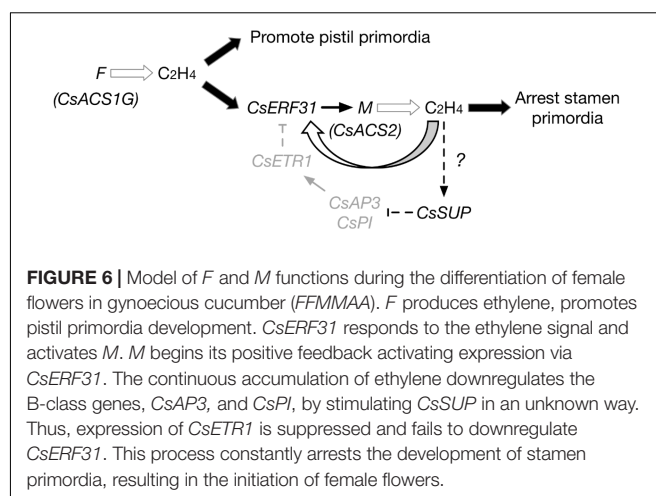 Promote pistil primordia
F C2H4
(CsACS1G)
CsERF31 M C2H4 Arrest stamen
primordia
(CsACS2)
CsETR1 ?
CsAP3
CsPI CsSUP
FIGURE 6 | Model of F and M functions during the differentiation of female
flowers in gynoecious cucumber (FFMMAA). F produces ethylene, promotes
pistil primordia development. CsERF31 responds to the ethylene signal and
activates M. M begins its positive feedback activating expression via
CsERF31. The continuous accumulation of ethylene downregulates the
B-class genes, CsAP3, and CsPI, by stimulating CsSUP in an unknown way.
Thus, expression of CsETR1 is suppressed and fails to downregulate
CsERF31. This process constantly arrests the development of stamen
primordia, resulting in the initiation of female flowers.